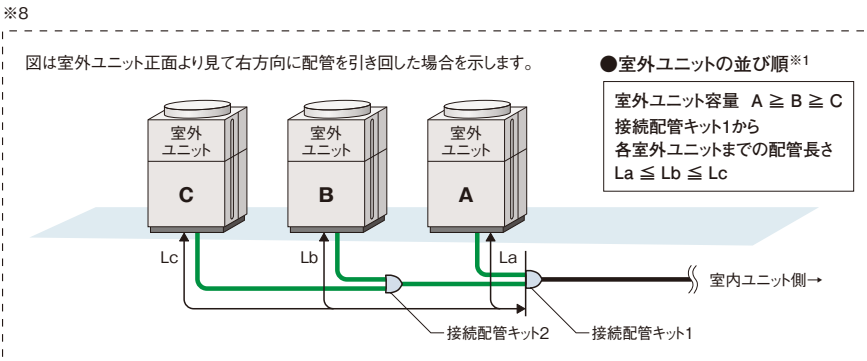 ※8
図は室外ユニット正面より見て右方向に配管を引き回した場合を示します。
●室外ユニットの並び順※1
室外ユニット容量 A ≧ B ≧ C
接続配管キット1から
各室外ユニットまでの配管長さ
La ≦ Lb ≦ Lc
室外
ユニット
C
室外
ユニット
B
室外
ユニット
A
Lc
Lb
La
室内ユニット側→
接続配管キット2
接続配管キット1